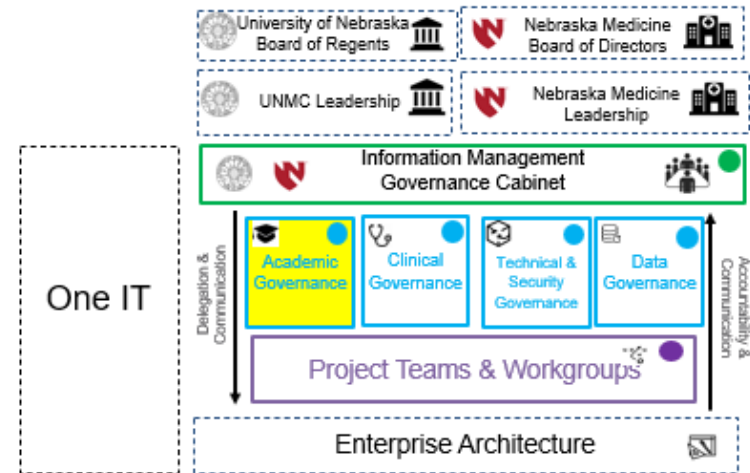 University of Nebraska
Board of Regents
Nebraska Medicine
Board of Directors
UNMC Leadership
Nebraska Medicine
Leadership
Information Management
Governance Cabinet
One IT
Delegation &
Communication
Academic
Governance
Clinical
Governance
Technical &
Security
Governance
Data
Governance
Accountability &
Communication
Project Teams & Workgroups
Enterprise Architecture